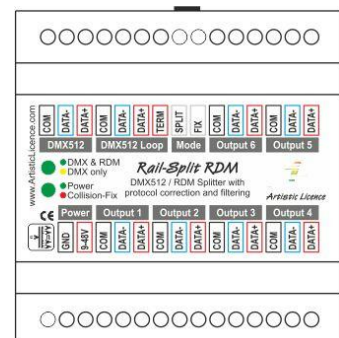 COM DATA- DATA+ COM DATA- DATA+ TERM SPLIT FIX COM DATA- DATA+ COM DATA- DATA+
DMX512 DMX512 Loop Mode Output 6 Output 5
www.ArtisticLicence.com
DMX & RDM
DMX only
Power
Collision-Fix
Rail-Split RDM
DMX512 / RDM Splitter with
protocol correction and filtering
Artistic Licence
CE
Power Output 1 Output 2 Output 3 Output 4
GND 9-48V COM DATA- DATA+ COM DATA- DATA+ COM DATA- DATA+ COM DATA- DATA+